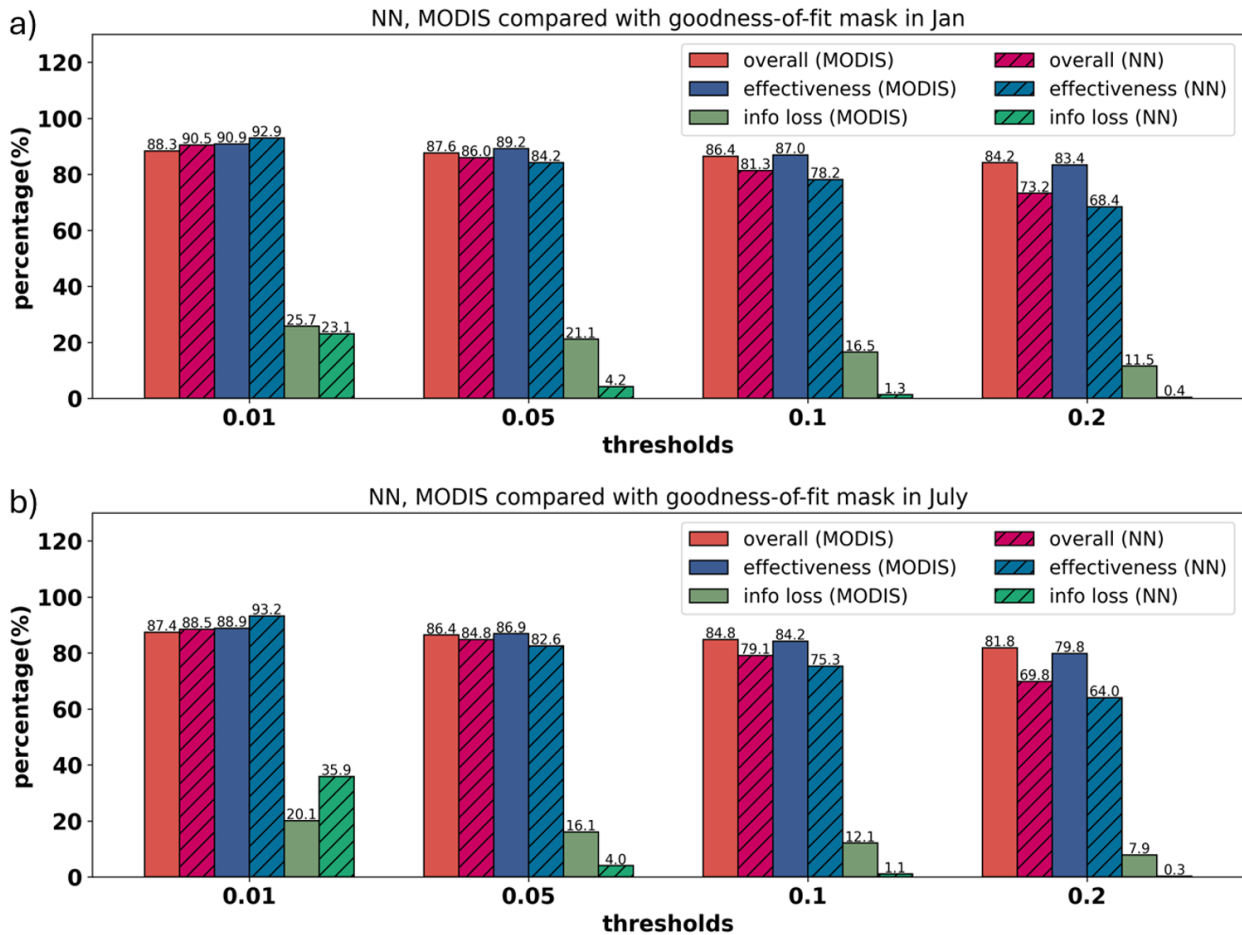 a)
NN, MODIS compared with goodness-of-fit mask in Jan
percentage(%)
120
100
80
60
40
20
0
overall (MODIS)
effectiveness (MODIS)
info loss (MODIS)
overall (NN)
effectiveness (NN)
info loss (NN)
88.3 90.5 90.9 92.9 25.7 23.1
87.6 86.0 89.2 84.2 21.1 4.2
86.4 81.3 87.0 78.2 16.5 1.3
84.2 73.2 83.4 68.4 11.5 0.4
0.01 0.05 0.1 0.2
thresholds
b)
NN, MODIS compared with goodness-of-fit mask in July
percentage(%)
120
100
80
60
40
20
0
overall (MODIS)
effectiveness (MODIS)
info loss (MODIS)
overall (NN)
effectiveness (NN)
info loss (NN)
87.4 88.5 88.9 93.2 20.1 35.9
86.4 84.8 86.9 82.6 16.1 4.0
84.8 79.1 84.2 75.3 12.1 1.1
81.8 69.8 79.8 64.0 7.9 0.3
0.01 0.05 0.1 0.2
thresholds